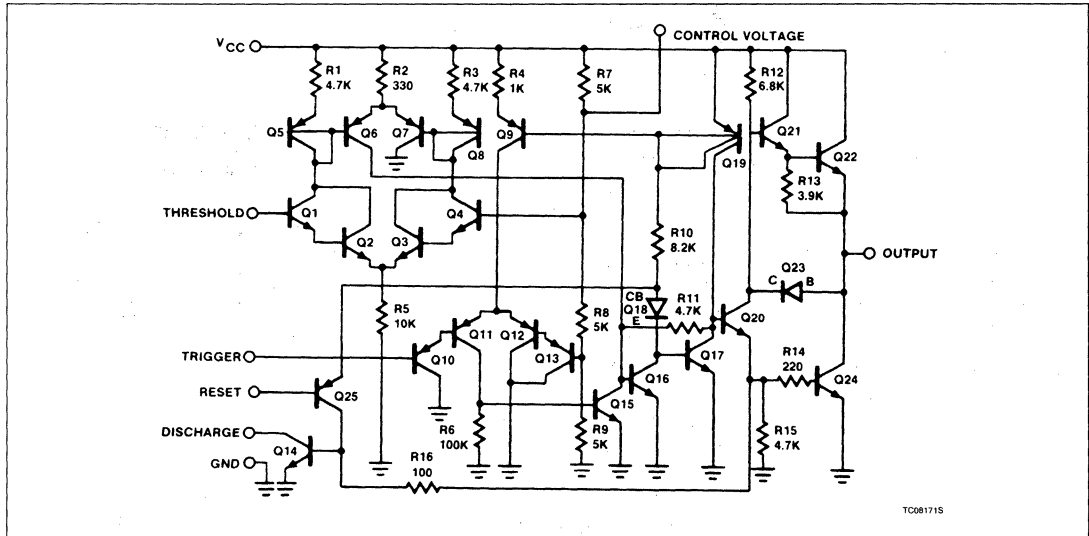 CONTROL VOLTAGE
VCC
R1
4.7K
R2
330
R3
4.7K
R4
1K
R7
5K
R12
6.8K
Q5
Q6
Q7
Q8
Q9
Q19
Q21
Q22
R13
3.9K
THRESHOLD
Q1
Q2
Q3
Q4
R10
8.2K
OUTPUT
Q23
C
B
CB
Q18
E
R11
4.7K
Q20
R5
10K
R8
5K
Q11
Q12
TRIGGER
Q10
Q13
Q17
R14
220
Q24
RESET
Q25
Q15
Q16
DISCHARGE
Q14
R6
100K
R9
5K
R15
4.7K
GND
R16
100
TC08171S